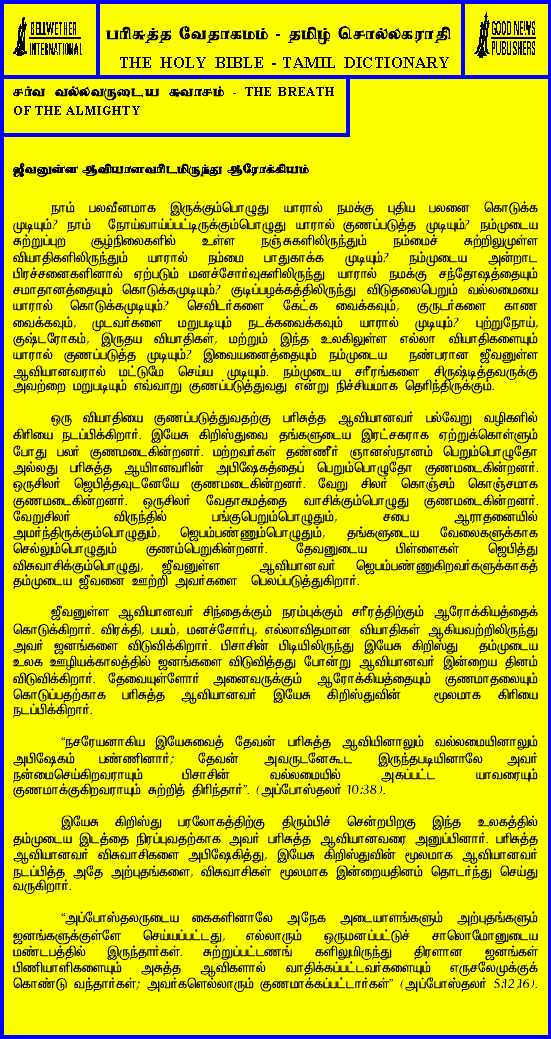 BELLWETHER
INTERNATIONAL
பரிசுத்த வேதாகமம் - தமிழ் சொல்லகராதி
THE HOLY BIBLE - TAMIL DICTIONARY
GOOD NEWS
PUBLISHERS
சர்வ வல்லவருடைய சுவாசம் - THE BREATH
OF THE ALMIGHTY
ஜீவனுள்ள ஆவியானவரிடமிருந்து ஆரோக்கியம்
நாம் பலவீனமாக இருக்கும்பொழுது யாரால் நமக்கு புதிய பலனை கொடுக்க
முடியும்? நாம் நோய்வாய்ப்பட்டிருக்கும்பொழுது யாரால் குணப்படுத்த முடியும்? நம்முடைய
சுற்றுப்புற சூழ்நிலைகளில் உள்ள நஞ்சுகளிலிருந்தும் நம்மைச் சுற்றிலுமுள்ள
வியாதிகளிலிருந்தும் யாரால் நம்மை பாதுகாக்க முடியும்? நம்முடைய அன்றாட
பிரச்சனைகளினால் ஏற்படும் மனச்சோர்வுகளிலிருந்து யாரால் நமக்கு சந்தோஷத்தையும்
சமாதானத்தையும் கொடுக்கமுடியும்? குடிப்பழக்கத்திலிருந்து விடுதலைபெறும் வல்லமையை
யாரால் கொடுக்கமுடியும்? செவிடர்களை கேட்க வைக்கவும், குருடர்களை காண
வைக்கவும், முடவர்களை மறுபடியும் நடக்கவைக்கவும் யாரால் முடியும்? புற்றுநோய்,
குஷ்டரோகம், இருதய வியாதிகள், மற்றும் இந்த உலகிலுள்ள எல்லா வியாதிகளையும்
யாரால் குணப்படுத்த முடியும்? இவையனைத்தையும் நம்முடைய நண்பரான ஜீவனுள்ள
ஆவியானவரால் மட்டுமே செய்ய முடியும். நம்முடைய சரீரங்களை சிருஷ்டித்தவருக்கு
அவற்றை மறுபடியும் எவ்வாறு குணப்படுத்துவது என்று நிச்சியமாக தெரிந்திருக்கும்.
ஒரு வியாதியை குணப்படுத்துவதற்கு பரிசுத்த ஆவியானவர் பல்வேறு வழிகளில்
கிரியை நடப்பிக்கிறார். இயேசு கிறிஸ்துவை தங்களுடைய இரட்சகராக ஏற்றுக்கொள்ளும்
போது பலர் குணமடைகின்றனர். மற்றவர்கள் தண்ணீர் ஞானஸ்நானம் பெறும்பொழுதோ
அல்லது பரிசுத்த ஆயிானவரின் அபிஷேகத்தைப் பெறும்பொழுதோ குணமடைகின்றனர்.
ஒருசிலர் ஜெபித்தவுடனேயே குணமடைகின்றனர். வேறு சிலர் கொஞ்சம் கொஞ்சமாக
குணமடைகின்றனர். ஒருசிலர் வேதாகமத்தை வாசிக்கும்பொழுது குணமடைகின்றனர்.
வேறுசிலர் விருந்தில் பங்குபெறும்பொழுதும், சபை ஆராதனையில்
அமர்ந்திருக்கும்பொழுதும், ஜெபம்பண்ணும்பொழுதும், தங்களுடைய வேலைகளுக்காக
செல்லும்பொழுதும் குணம்பெறுகின்றனர். தேவனுடைய பிள்ளைகள் ஜெபித்து
விசுவாசிக்கும்பொழுது, ஜீவனுள்ள ஆவியானவர் ஜெபம்பண்ணுகிறவர்களுக்காகத்
தம்முடைய ஜீவனை ஊற்றி அவர்களை பெலப்படுத்துகிறார்.
ஜீவனுள்ள ஆவியானவர் சிந்தைக்கும் நரம்புக்கும் சரீரத்திற்கும் ஆரோக்கியத்தைக்
கொடுக்கிறார். விரக்தி, பயம், மனச்சோர்பு, எல்லாவிதமான வியாதிகள் ஆகியவற்றிலிருந்து
அவர் ஜனங்களை விடுவிக்கிறார். பிசாசின் பிடியிலிருந்து இயேசு கிறிஸ்து தம்முடைய
உலக ஊழியக்காலத்தில் ஜனங்களை விடுவித்தது போன்று ஆவியானவர் இன்றைய தினம்
விடுவிக்கிறார். தேவையுள்ளோர் அனைவருக்கும் ஆரோக்கியத்தையும் குணமாதலையும்
கொடுப்பதற்காக பரிசுத்த ஆவியானவர் இயேசு கிறிஸ்துவின் மூலமாக கிரியை
நடப்பிக்கிறார்.
“நசரேயனாகிய இயேசுவைத் தேவன் பரிசுத்த ஆவியினாலும் வல்லமையினாலும்
அபிஷேகம் பண்ணினார்; தேவன் அவருடனேகூட இருந்தபடியினாலே அவர்
நன்மைசெய்கிறவராயும் பிசாசின் வல்லமையில் அகப்பட்ட யாவரையும்
குணமாக்குகிறவராயும் சுற்றித் திரிந்தார்”. (அப்போஸ்தலர் 10:38).
இயேசு கிறிஸ்து பரலோகத்திற்கு திரும்பிச் சென்றபிறகு இந்த உலகத்தில்
தம்முடைய இடத்தை நிரப்புவதற்காக அவர் பரிசுத்த ஆவியானவரை அனுப்பினார். பரிசுத்த
ஆவியானவர் விசுவாசிகளை அபிஷேகித்து, இயேசு கிறிஸ்துவின் மூலமாக ஆவியானவர்
நடப்பித்த அதே அற்புதங்களை, விசுவாசிகள் மூலமாக இன்றையதினம் தொடர்ந்து செய்து
வருகிறார்.
“அப்போஸ்தலருடைய கைகளினாலே அநேக அடையாளங்களும் அற்புதங்களும்
ஜனங்களுக்குள்ளே செய்யப்பட்டது, எல்லாரும் ஒருமனப்பட்டுச் சாலொமோனுடைய
மண்டபத்தில் இருந்தார்கள். சுற்றுப்பட்டணங் களிலுமிருந்து திரளான ஜனங்கள்
பிணியாளிகளையும் அசுத்த ஆவிகளால் வாதிக்கப்பட்டவர்களையும் எருசலேமுக்குக்
கொண்டு வந்தார்கள்; அவர்களெல்லாரும் குணமாக்கப்பட்டார்கள்” (அப்போஸ்தலர் 5:12,16).